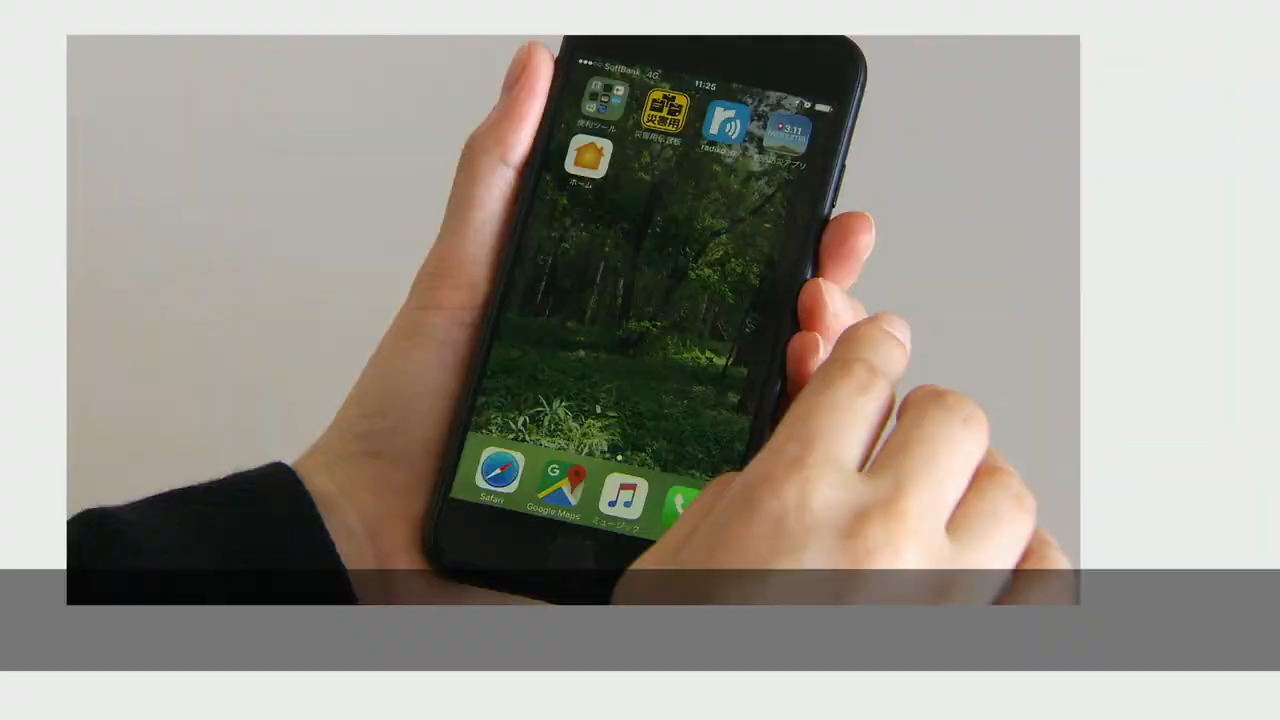 SoftBank 4G
11:25
災害用
3.11
便利ツール
災害用伝言板
radiko.jp
ホーム
G
Safari
Google Maps
ミュージック